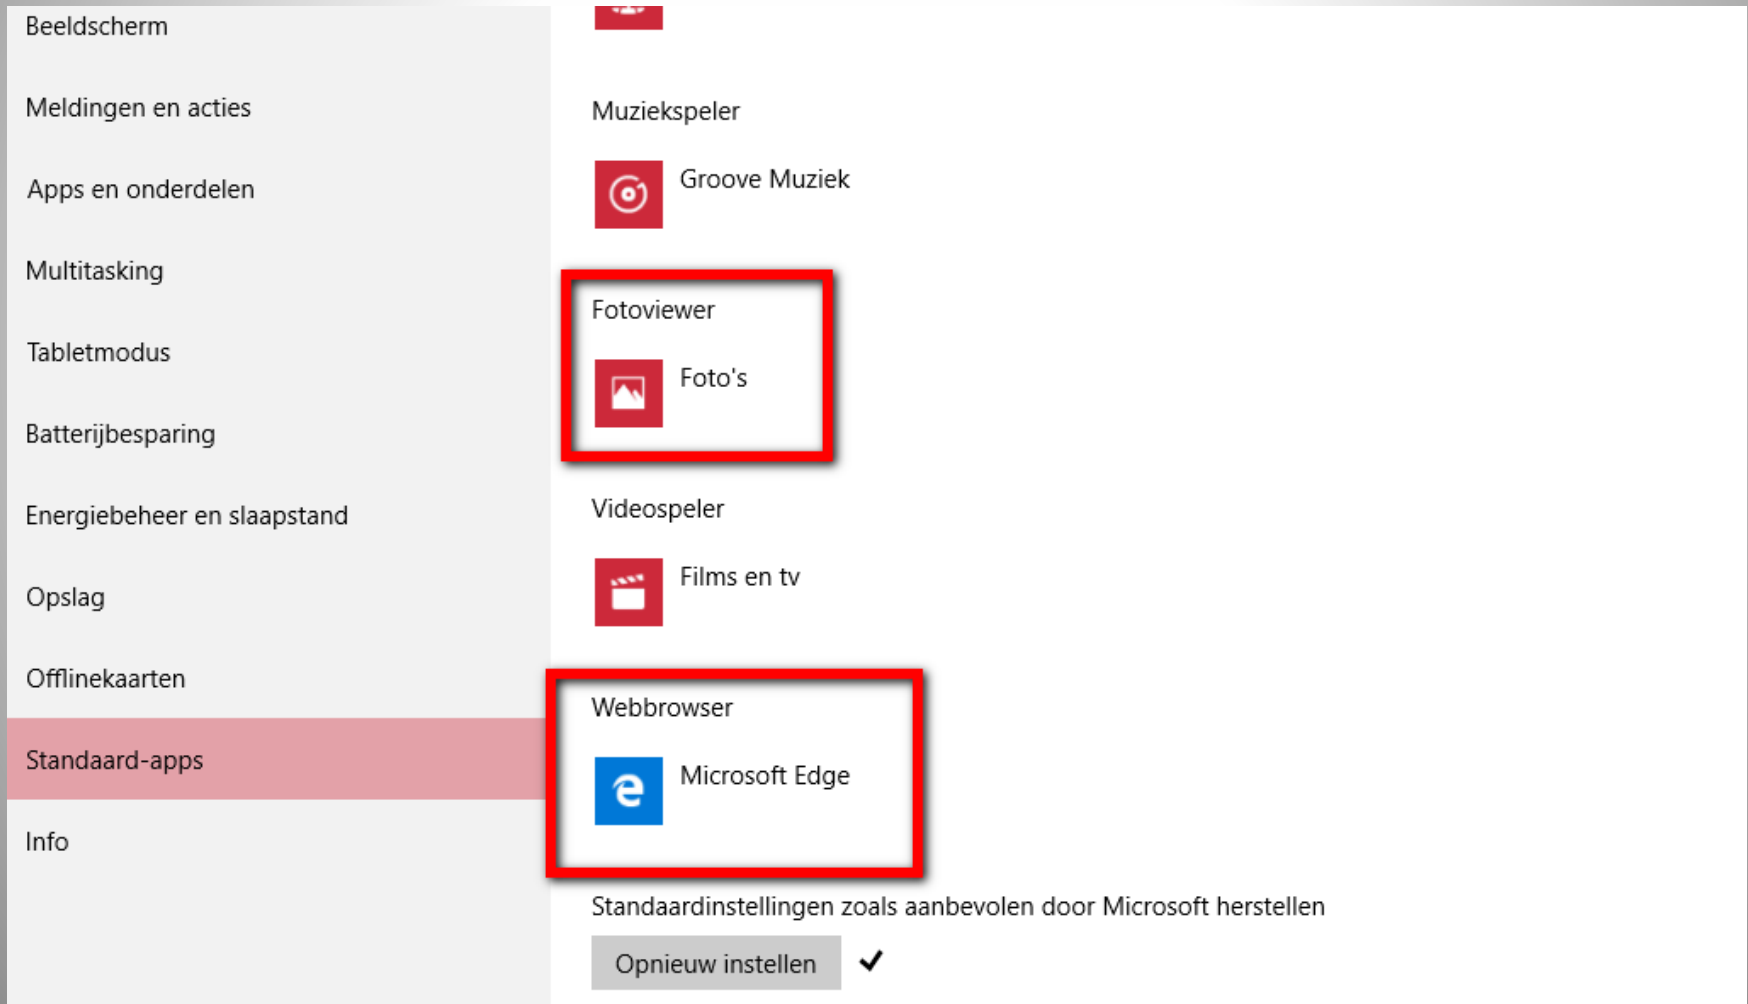 Beeldscherm
Meldingen en acties
Apps en onderdelen
Multitasking
Tabletmodus
Batterijbesparing
Energiebeheer en slaapstand
Opslag
Offlinekaarten
Standaard-apps
Info
Muziekspeler
Groove Muziek
Fotoviewer
Foto's
Videospeler
Films en tv
Webbrowser
Microsoft Edge
Standaardinstellingen zoals aanbevolen door Microsoft herstellen
Opnieuw instellen